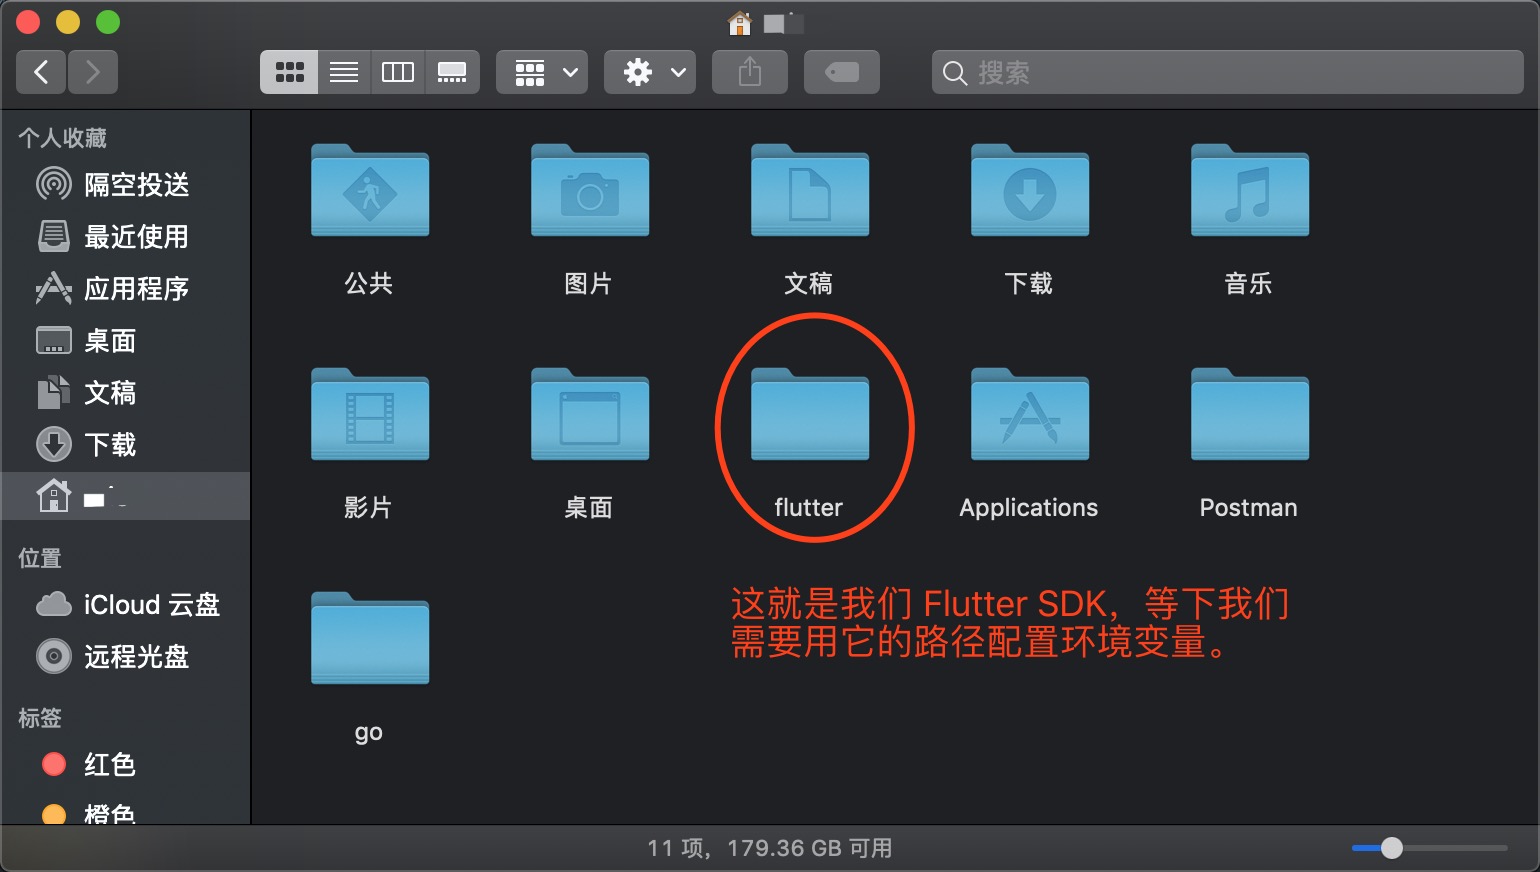 搜索
个人收藏
隔空投送
最近使用
应用程序
桌面
文稿
下载
位置
iCloud 云盘
远程光盘
标签
红色
橙色
公共
图片
文稿
下载
音乐
影片
桌面
flutter
Applications
Postman
这就是我们 Flutter SDK，等下我们
需要用它的路径配置环境变量。
go
11 项，179.36 GB 可用